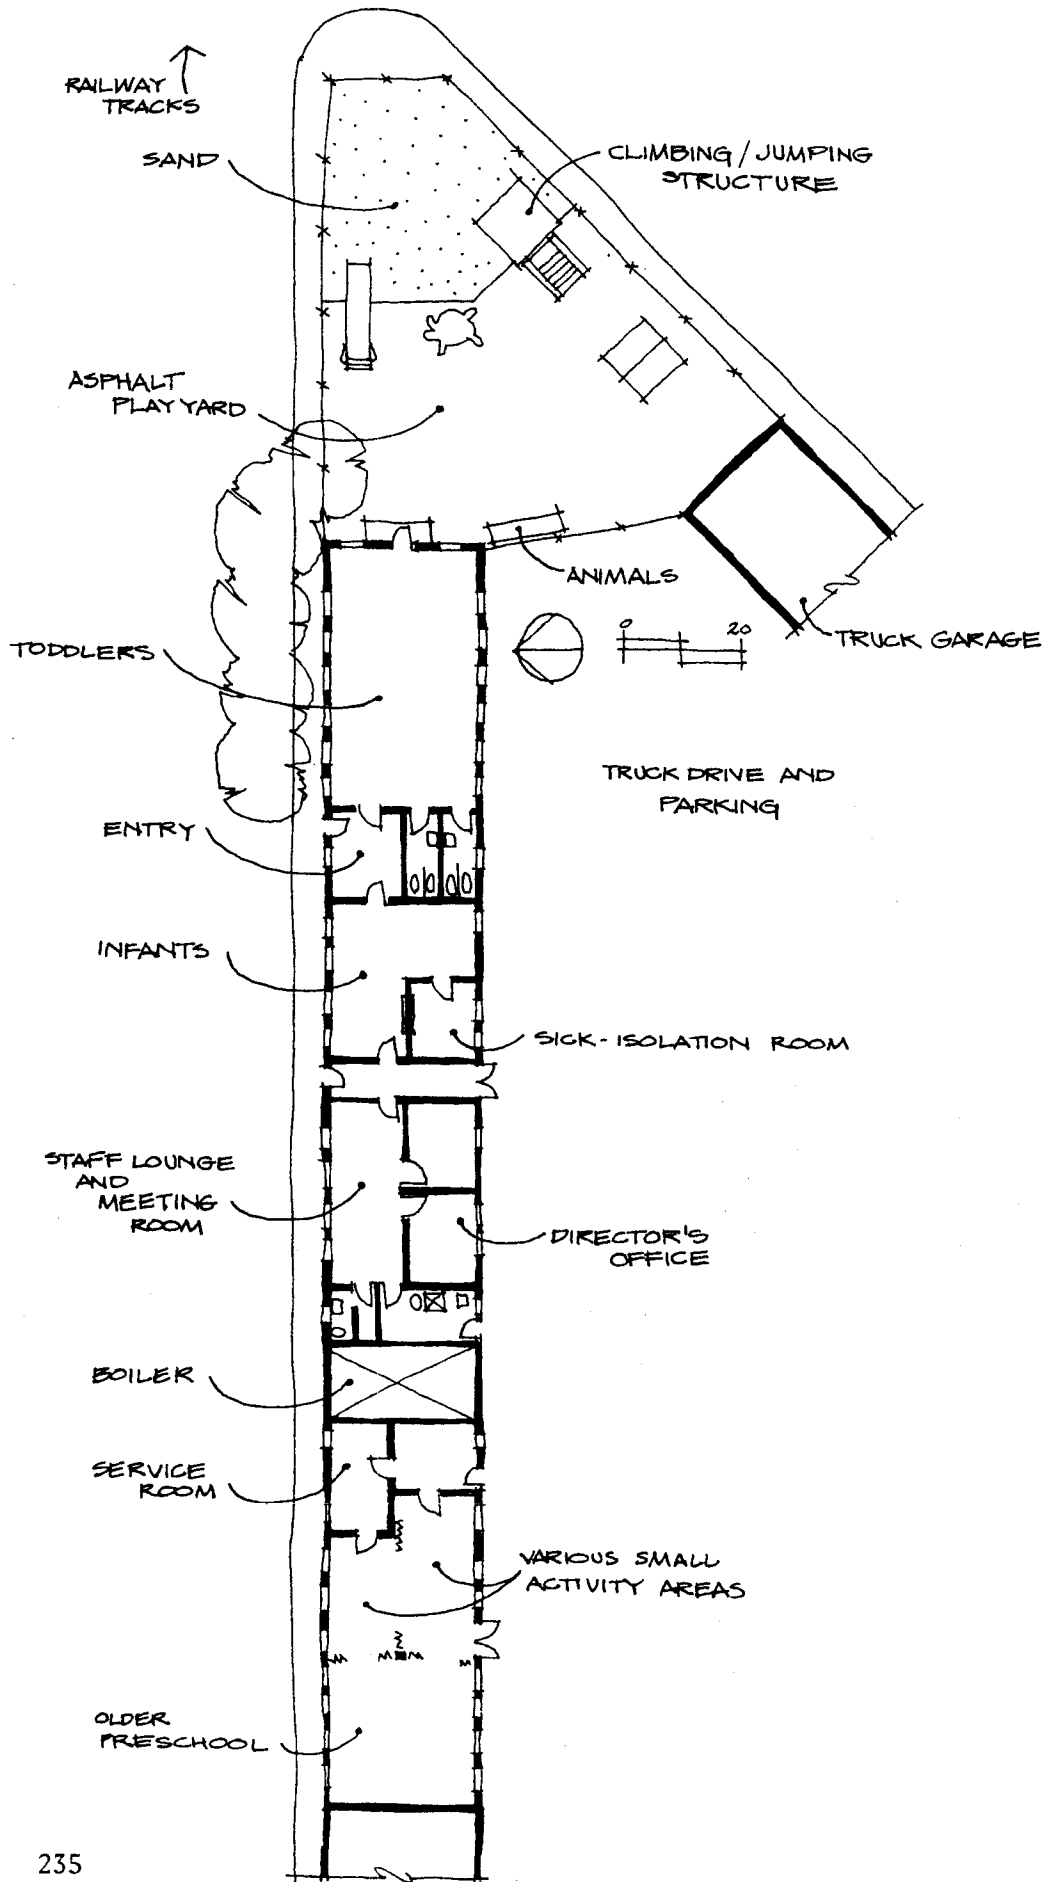 RAILWAY
TRACKS
SAND
CLIMBING / JUMPING
STRUCTURE
ASPHALT
PLAY YARD
ANIMALS
0 20
TRUCK GARAGE
TODDLERS
TRUCK DRIVE AND
PARKING
ENTRY
INFANTS
SICK-ISOLATION ROOM
STAFF LOUNGE
AND
MEETING
ROOM
DIRECTOR'S
OFFICE
BOILER
SERVICE
ROOM
VARIOUS SMALL
ACTIVITY AREAS
OLDER
PRESCHOOL
235